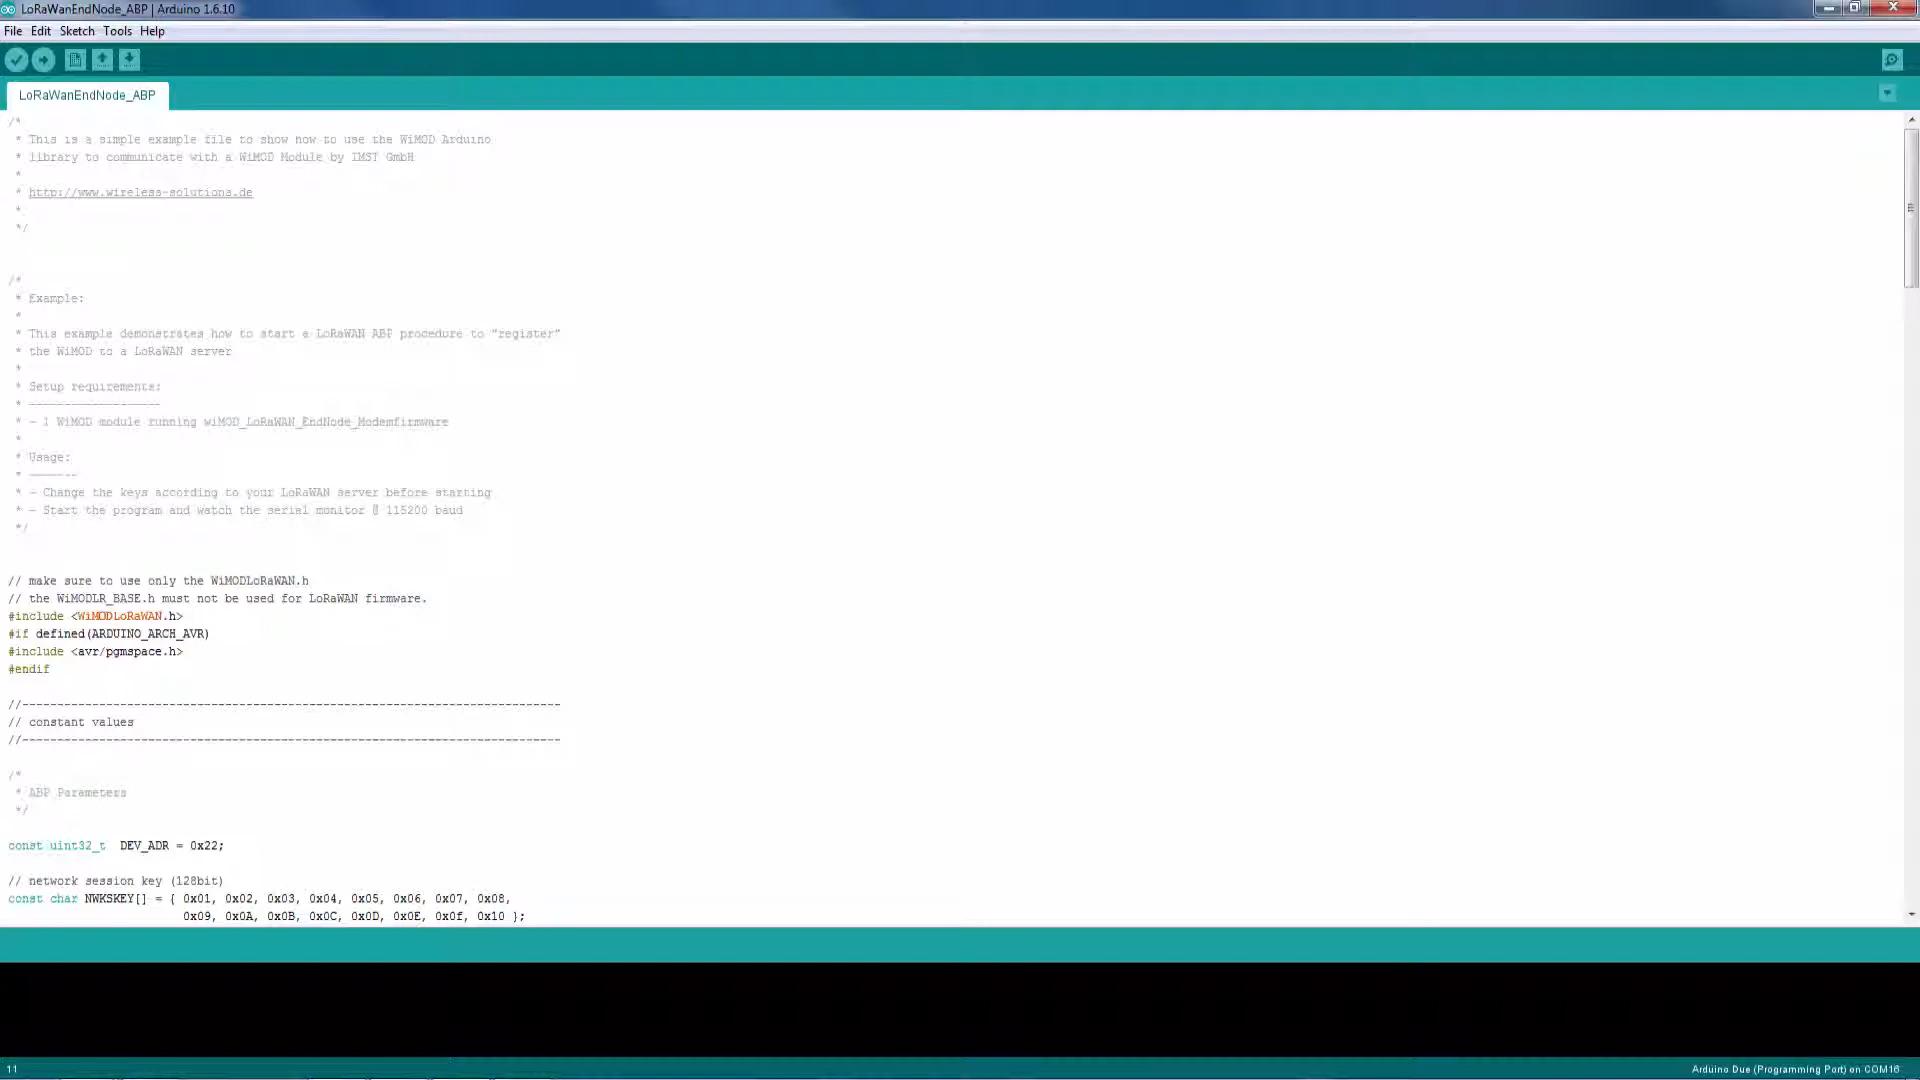 LoRaWanEndNode_ABP | Arduino 1.6.10
File Edit Sketch Tools Help
LoRaWanEndNode_ABP
/*
* This is a simple example file to show how to use the WiMOD Arduino
* library to communicate with a WiMOD Module by IMST GmbH
*
* http://www.wireless-solutions.de
*
*/
/*
* Example:
*
* This example demonstrates how to start a LoRaWAN ABP procedure to "register"
* the WiMOD to a LoRaWAN server
*
* Setup requirements:
* -------------------
* - 1 WiMOD module running wiMOD_LoRaWAN_EndNode_Modemfirmware
*
* Usage:
* -------
* - Change the keys according to your LoRaWAN server before starting
* - Start the program and watch the serial monitor @ 115200 baud
*/
// make sure to use only the WiMODLoRaWAN.h
// the WiMODLR_BASE.h must not be used for LoRaWAN firmware.
#include <WiMODLoRaWAN.h>
#if defined(ARDUINO_ARCH_AVR)
#include <avr/pgmspace.h>
#endif
//-----------------------------------------------------------------------------
// constant values
//-----------------------------------------------------------------------------
/*
* ABP Parameters
*/
const uint32_t  DEV_ADR = 0x22;
// network session key (128bit)
const char NWKSKEY[] = { 0x01, 0x02, 0x03, 0x04, 0x05, 0x06, 0x07, 0x08,
0x09, 0x0A, 0x0B, 0x0C, 0x0D, 0x0E, 0x0f, 0x10 };
11
Arduino Due (Programming Port) on COM16